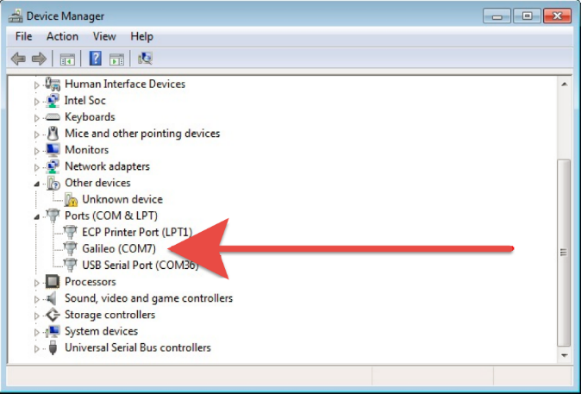 Device Manager
File Action View Help
Human Interface Devices
Intel Soc
Keyboards
Mice and other pointing devices
Monitors
Network adapters
Other devices
Unknown device
Ports (COM & LPT)
ECP Printer Port (LPT1)
Galileo (COM7)
USB Serial Port (COM36)
Processors
Sound, video and game controllers
Storage controllers
System devices
Universal Serial Bus controllers